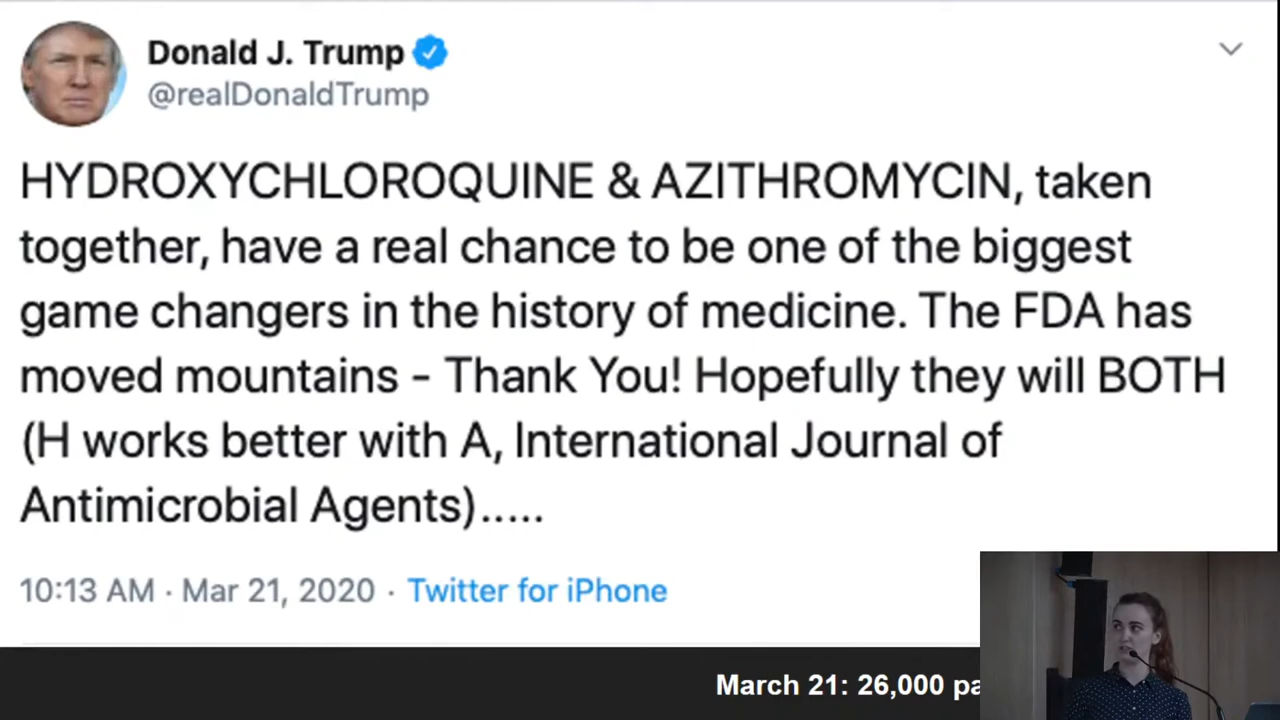 Donald J. Trump
@realDonaldTrump
HYDROXYCHLOROQUINE & AZITHROMYCIN, taken
together, have a real chance to be one of the biggest
game changers in the history of medicine. The FDA has
moved mountains - Thank You! Hopefully they will BOTH
(H works better with A, International Journal of
Antimicrobial Agents).....
10:13 AM · Mar 21, 2020 · Twitter for iPhone
March 21: 26,000